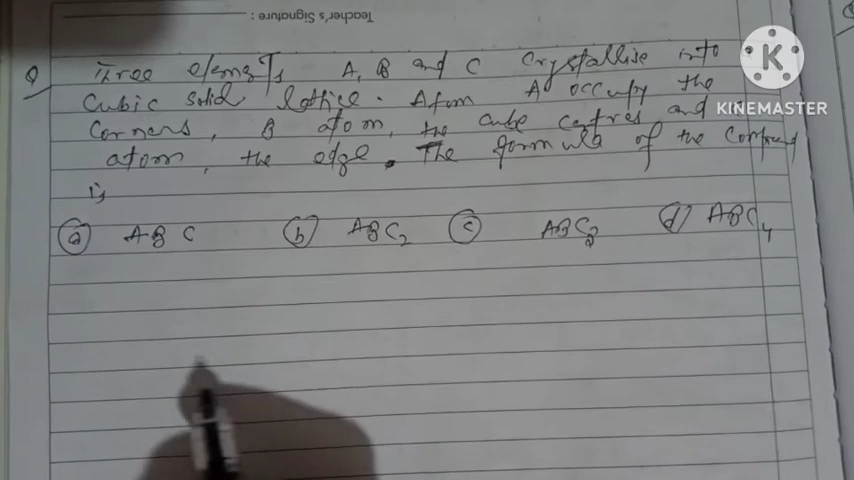 Teacher's Signature :
Q Three elements A, B and C Crystallise into
Cubic solid lattice. Atom A occupy the
Corners, B atom, the cube centres and
atom, the edge. The formula of the compound
is
(a) ABC (b) ABC2 (c) ABC3 (d) ABC4
K
KINEMASTER